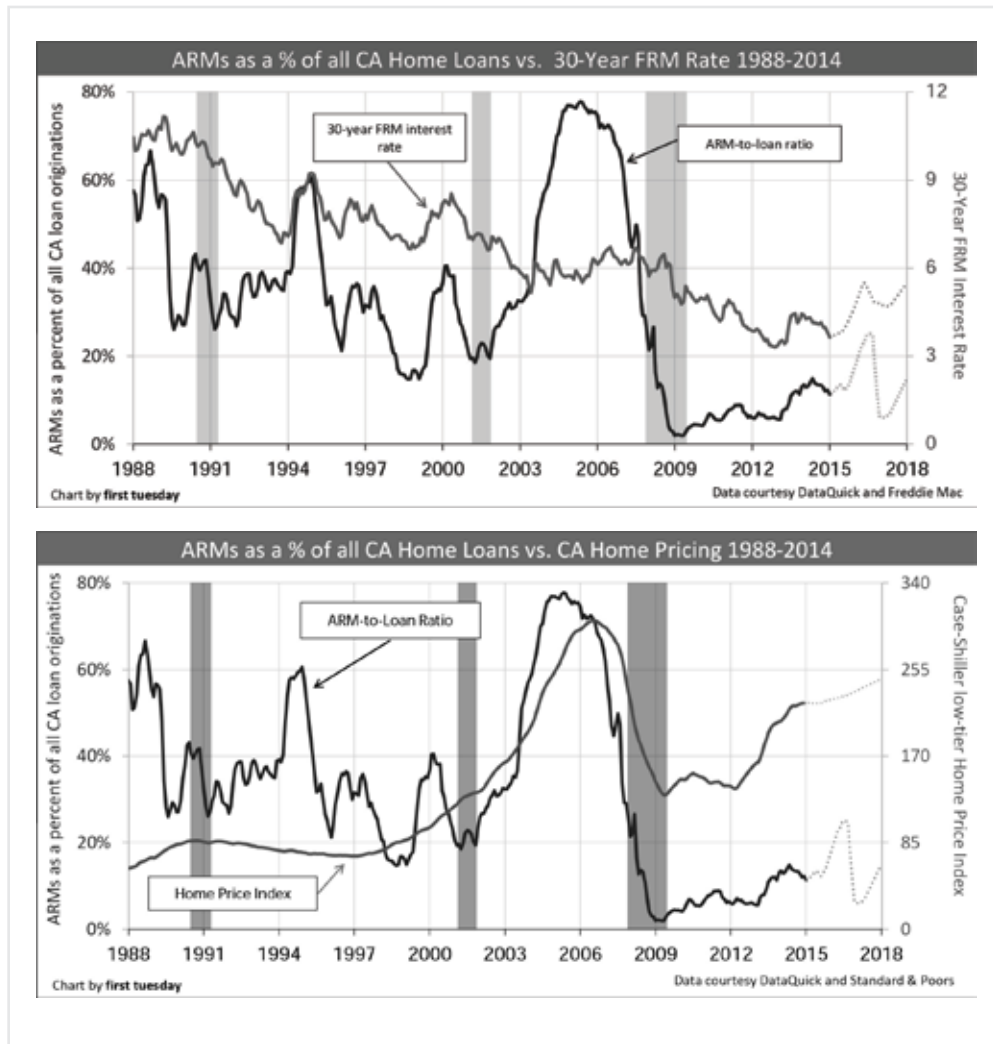 ARMs as a % of all CA Home Loans vs. 30-Year FRM Rate 1988-2014
ARMs as a percent of all CA loan originations
80%
60%
40%
20%
0%
30-year FRM interest
rate
ARM-to-loan ratio
12
9
6
3
0
30-Year FRM Interest Rate
1988 1991 1994 1997 2000 2003 2006 2009 2012 2015 2018
Chart by first tuesday
Data courtesy DataQuick and Freddie Mac
ARMs as a % of all CA Home Loans vs. CA Home Pricing 1988-2014
ARMs as a percent of all CA loan originations
80%
60%
40%
20%
0%
ARM-to-Loan Ratio
Home Price Index
340
255
170
85
0
Case-Shiller low-tier Home Price Index
1988 1991 1994 1997 2000 2003 2006 2009 2012 2015 2018
Chart by first tuesday
Data courtesy DataQuick and Standard & Poors